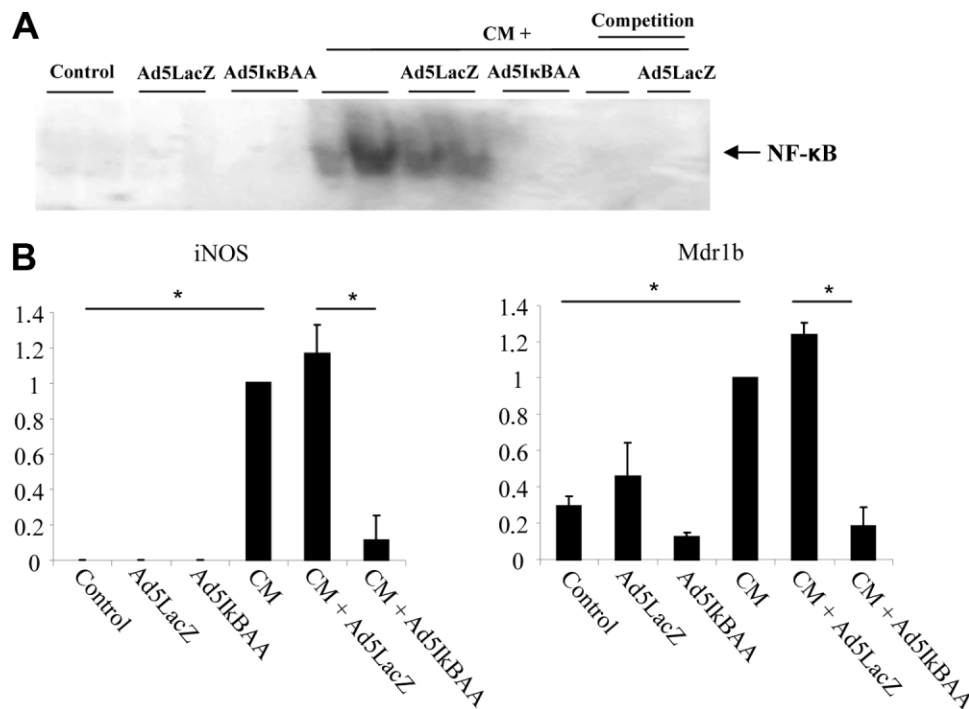 A
Competition
CM +
Control Ad5LacZ Ad5IκBAA Ad5LacZ Ad5IκBAA Ad5LacZ
NF-κB
B
iNOS
*
*
1.4
1.2
1
0.8
0.6
0.4
0.2
0
Control
Ad5LacZ
Ad5IkBAA
CM
CM + Ad5LacZ
CM + Ad5IkBAA
Mdr1b
*
*
1.4
1.2
1
0.8
0.6
0.4
0.2
0
Control
Ad5LacZ
Ad5IkBAA
CM
CM + Ad5LacZ
CM + Ad5IkBAA